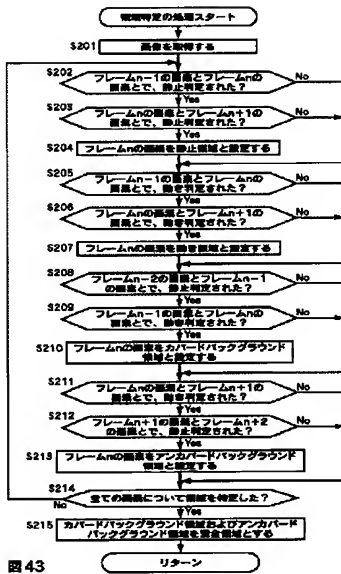 領域特定の処理スタート
S201
画像を取得する
S202
フレームn-1の画素とフレームnの
画素とで、静止判定された？
No
Yes
S203
フレームnの画素とフレームn+1の
画素とで、静止判定された？
No
Yes
S204
フレームnの画素を静止領域と設定する
S205
フレームn-1の画素とフレームnの
画素とで、動き判定された？
No
Yes
S206
フレームnの画素とフレームn+1の
画素とで、動き判定された？
No
Yes
S207
フレームnの画素を動き領域と設定する
S208
フレームn-2の画素とフレームn-1
の画素とで、静止判定された？
No
Yes
S209
フレームn-1の画素とフレームnの
画素とで、動き判定された？
No
Yes
S210
フレームnの画素をカバードバックグラウンド
領域と設定する
S211
フレームnの画素とフレームn+1の
画素とで、動き判定された？
No
Yes
S212
フレームn+1の画素とフレームn+2
の画素とで、静止判定された？
No
Yes
S213
フレームnの画素をアンカバードバックグラウンド
領域と設定する
S214
全ての画素について領域を特定した？
No
Yes
S215
カバードバックグラウンド領域およびアンカバード
バックグラウンド領域を混合領域とする
リターン
図43